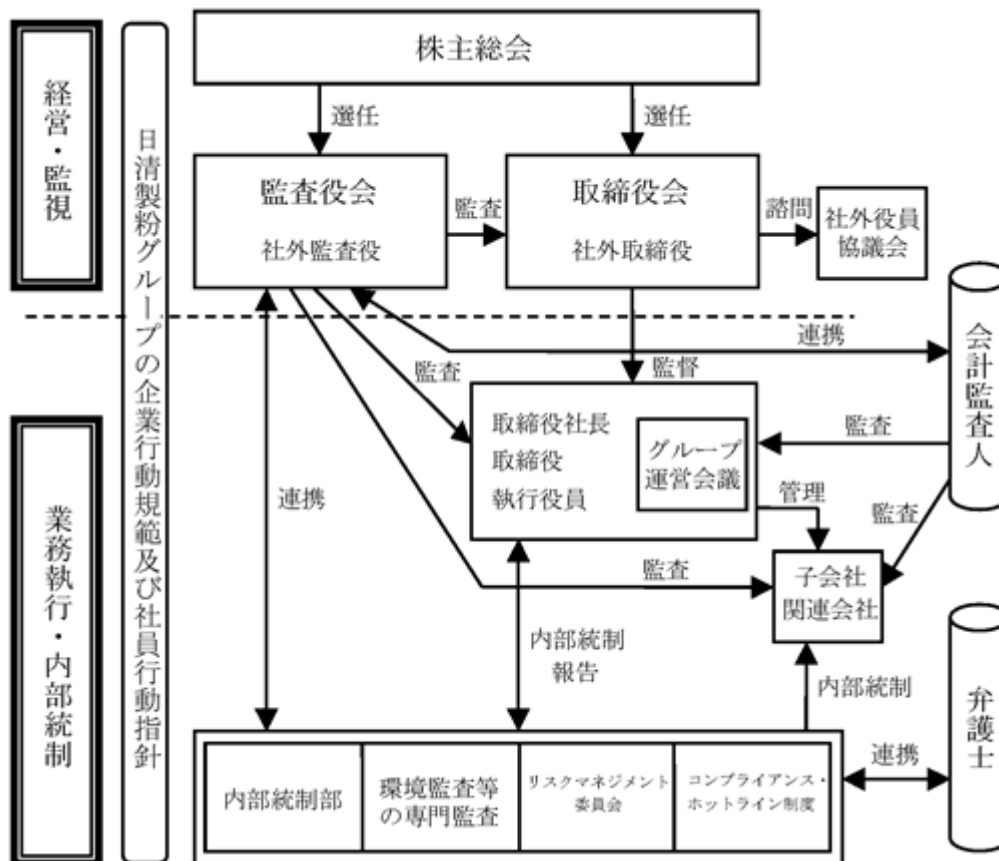 株主総会
経営・監視
日清製粉グループの企業行動規範及び社員行動指針
選任
選任
監査役会
社外監査役
監査
取締役会
社外取締役
諮問
社外役員
協議会
連携
会計監査人
監査
監督
取締役社長
取締役
執行役員
グループ
運営会議
監査
管理
監査
業務執行・内部統制
連携
監査
子会社
関連会社
内部統制
報告
内部統制
弁護士
連携
内部統制部
環境監査等
の専門監査
リスクマネジメント
委員会
コンプライアンス・
ホットライン制度